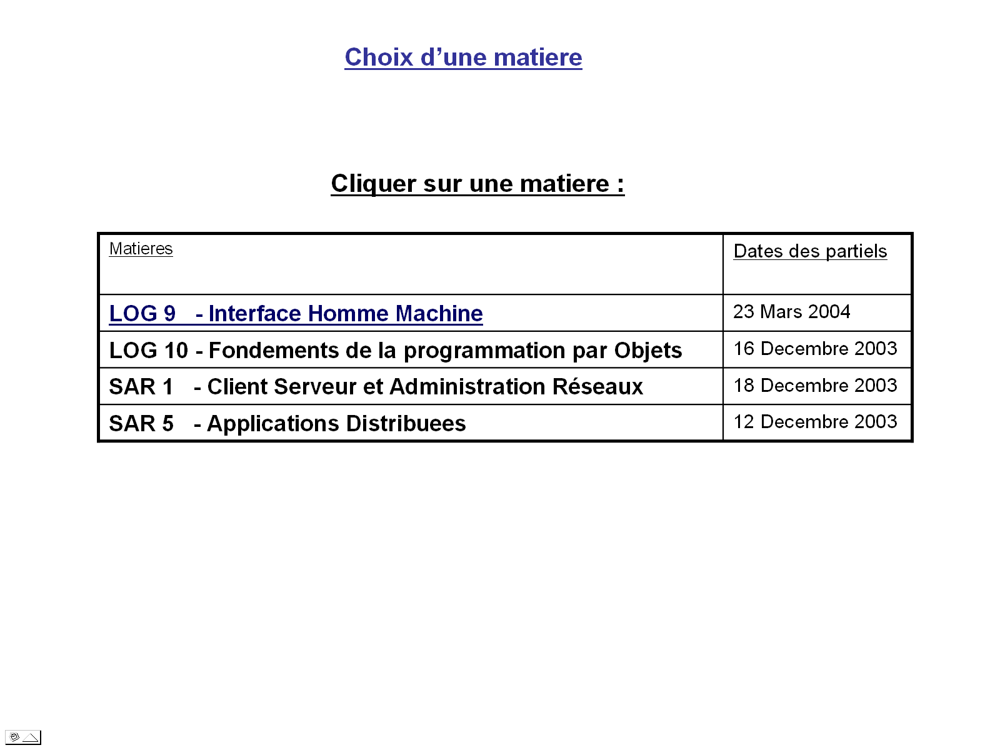 Choix d’une matiere
Cliquer sur une matiere :
Matieres Dates des partiels
LOG 9 - Interface Homme Machine 23 Mars 2004
LOG 10 - Fondements de la programmation par Objets 16 Decembre 2003
SAR 1 - Client Serveur et Administration Réseaux 18 Decembre 2003
SAR 5 - Applications Distribuees 12 Decembre 2003